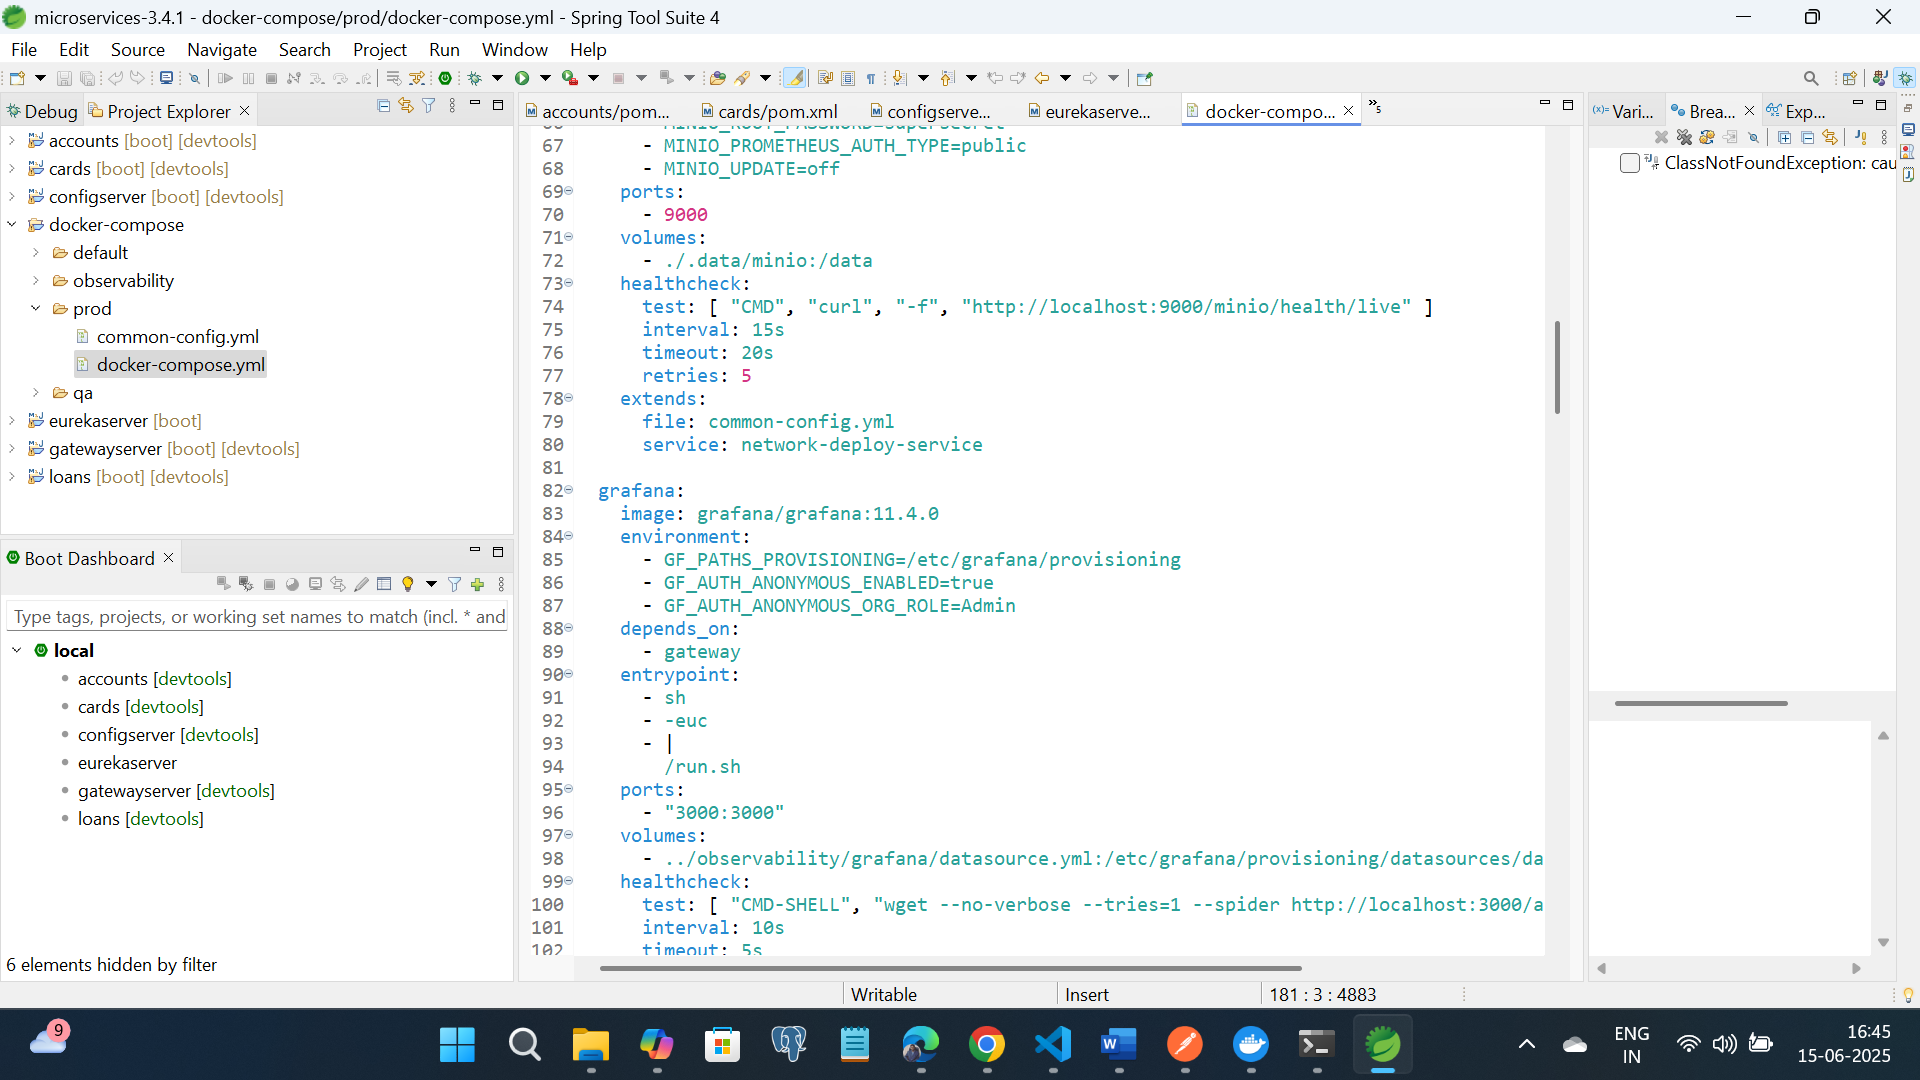 microservices-3.4.1 - docker-compose/prod/docker-compose.yml - Spring Tool Suite 4
File Edit Source Navigate Search Project Run Window Help
Debug Project Explorer
accounts [boot] [devtools]
cards [boot] [devtools]
configserver [boot] [devtools]
docker-compose
default
observability
prod
common-config.yml
docker-compose.yml
qa
eurekaserver [boot]
gatewayserver [boot] [devtools]
loans [boot] [devtools]
Boot Dashboard
Type tags, projects, or working set names to match (incl. * and
local
accounts [devtools]
cards [devtools]
configserver [devtools]
eurekaserver
gatewayserver [devtools]
loans [devtools]
6 elements hidden by filter
accounts/pom... cards/pom.xml configserve... eurekaserve... docker-compo... »5
66 - MINIO_ROOT_PASSWORD=supersecret
67 - MINIO_PROMETHEUS_AUTH_TYPE=public
68 - MINIO_UPDATE=off
69 ports:
70 - 9000
71 volumes:
72 - ./.data/minio:/data
73 healthcheck:
74 test: [ "CMD", "curl", "-f", "http://localhost:9000/minio/health/live" ]
75 interval: 15s
76 timeout: 20s
77 retries: 5
78 extends:
79 file: common-config.yml
80 service: network-deploy-service
81
82 grafana:
83 image: grafana/grafana:11.4.0
84 environment:
85 - GF_PATHS_PROVISIONING=/etc/grafana/provisioning
86 - GF_AUTH_ANONYMOUS_ENABLED=true
87 - GF_AUTH_ANONYMOUS_ORG_ROLE=Admin
88 depends_on:
89 - gateway
90 entrypoint:
91 - sh
92 - -euc
93 - |
94 /run.sh
95 ports:
96 - "3000:3000"
97 volumes:
98 - ../observability/grafana/datasource.yml:/etc/grafana/provisioning/datasources/da
99 healthcheck:
100 test: [ "CMD-SHELL", "wget --no-verbose --tries=1 --spider http://localhost:3000/a
101 interval: 10s
102 timeout: 5s
(x)= Vari... Brea... Exp...
ClassNotFoundException: cau
Writable Insert 181 : 3 : 4883
9
ENG
IN
16:45
15-06-2025